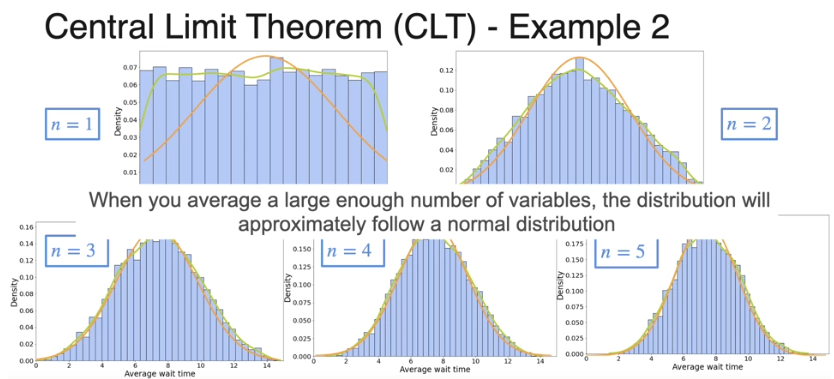 Central Limit Theorem (CLT) - Example 2
n = 1
Density
0.07
0.06
0.05
0.04
0.03
0.02
0.01
Density
0.12
0.10
0.08
0.06
0.04
0.02
n = 2
When you average a large enough number of variables, the distribution will
approximately follow a normal distribution
n = 3
Density
0.16
0.14
0.12
0.10
0.08
0.06
0.04
0.02
0.00
0 2 4 6 8 10 12 14
Average wait time
n = 4
Density
0.150
0.125
0.100
0.075
0.050
0.025
0.000
2 4 6 8 10 12 14
Average wait time
n = 5
Density
0.175
0.150
0.125
0.100
0.075
0.050
0.025
0.000
0 2 4 6 8 10 12 14
Average wait time